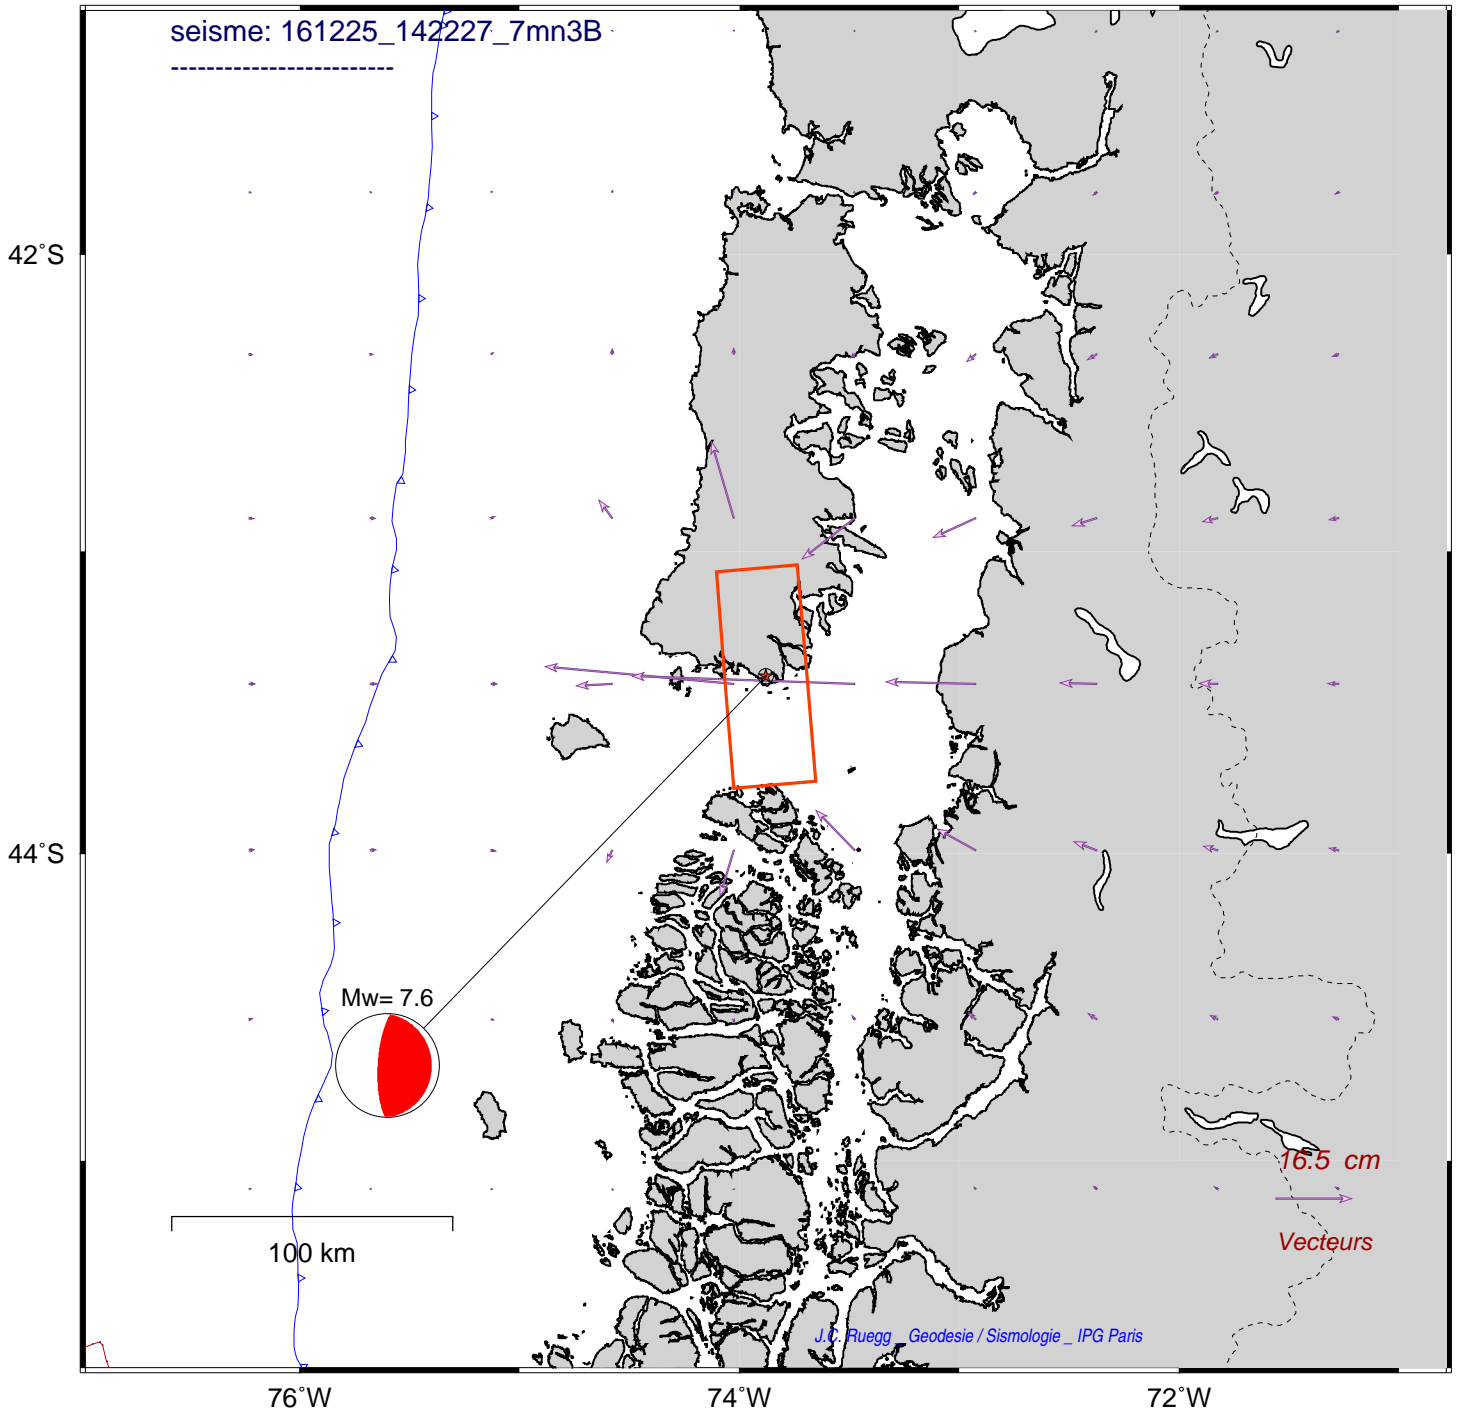 seisme: 161225_142227_7mn3B
-------------------------
42°S
44°S
Mw= 7.6
16.5 cm
100 km
Vecteurs
J.C. Ruegg _ Geodesie / Sismologie _ IPG Paris
76°W
74°W
72°W